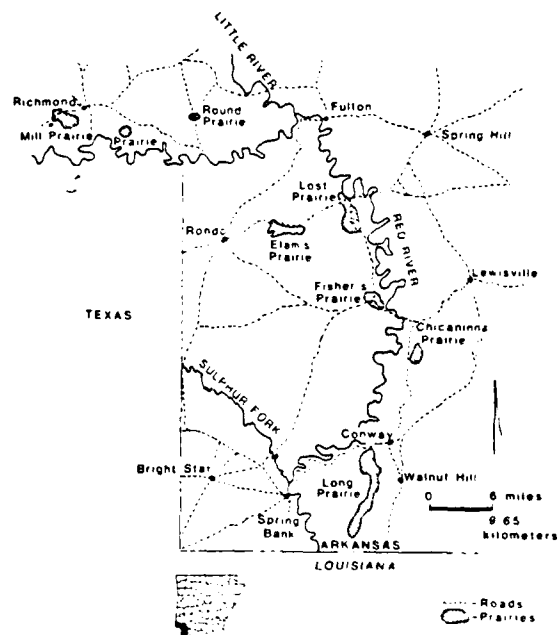 LITTLE RIVER
Richmond
Mill Prairie
Prairie
Round
Prairie
Fulton
Spring Hill
Lost Prairie
Rondo
Elam's
Prairie
RED RIVER
Fisher's
Prairie
Lewisville
TEXAS
Chicaninna
Prairie
SULPHUR FORK
Conway
Bright Star
Long
Prairie
Walnut Hill
Spring
Bank
0 6 miles
9.65
kilometers
ARKANSAS
LOUISIANA
Roads
Prairies